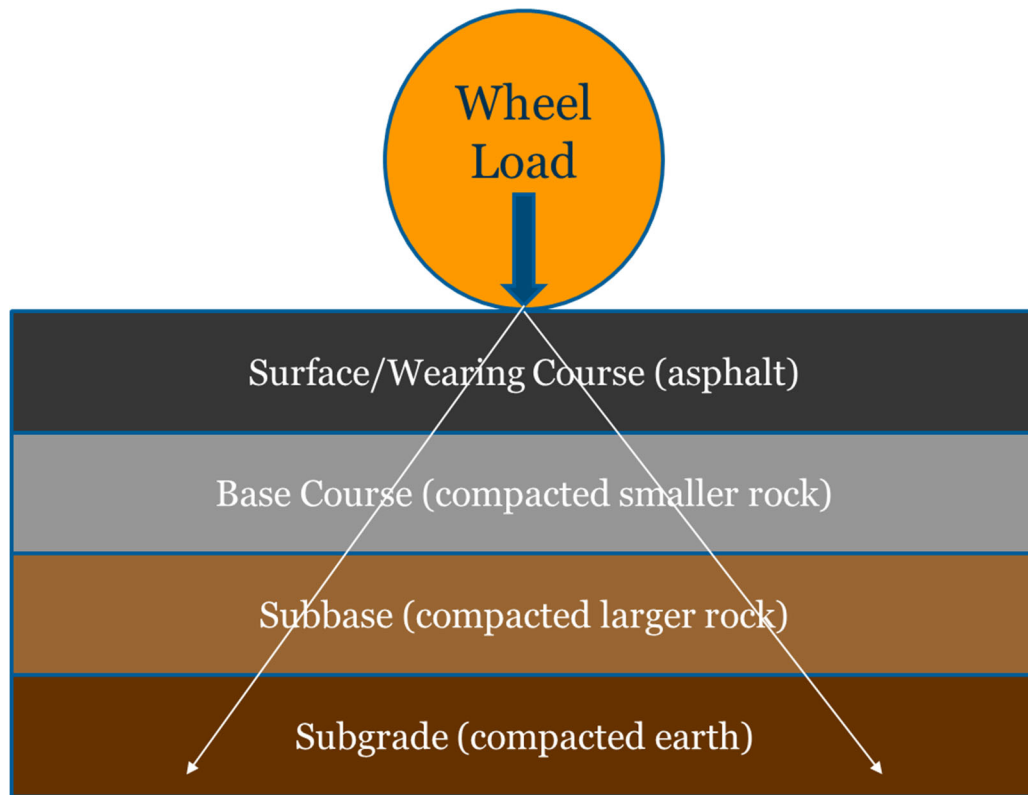 Wheel
Load
Surface/Wearing Course (asphalt)
Base Course (compacted smaller rock)
Subbase (compacted larger rock)
Subgrade (compacted earth)